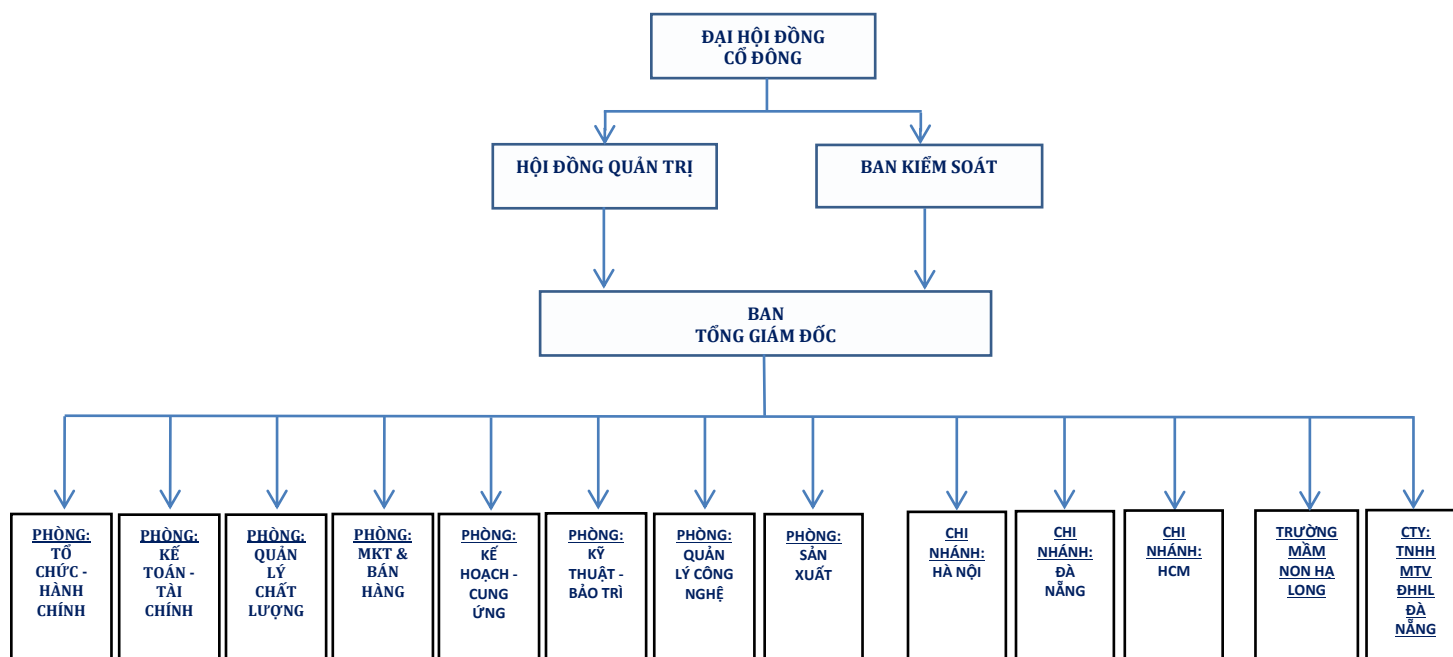 ĐẠI HỘI ĐỒNG
CỔ ĐÔNG
HỘI ĐỒNG QUẢN TRỊ
BAN KIỂM SOÁT
BAN
TỔNG GIÁM ĐỐC
PHÒNG:
TỔ
CHỨC -
HÀNH
CHÍNH
PHÒNG:
KẾ
TOÁN -
TÀI
CHÍNH
PHÒNG:
QUẢN
LÝ
CHẤT
LƯỢNG
PHÒNG:
MKT &
BÁN
HÀNG
PHÒNG:
KẾ
HOẠCH -
CUNG
ỨNG
PHÒNG:
KỸ
THUẬT -
BẢO TRÌ
PHÒNG:
QUẢN
LÝ CÔNG
NGHỆ
PHÒNG:
SẢN
XUẤT
CHI
NHÁNH:
HÀ NỘI
CHI
NHÁNH:
ĐÀ
NẴNG
CHI
NHÁNH:
HCM
TRƯỜNG
MẦM
NON HẠ
LONG
CTY:
TNHH
MTV
ĐHHL
ĐÀ
NẴNG